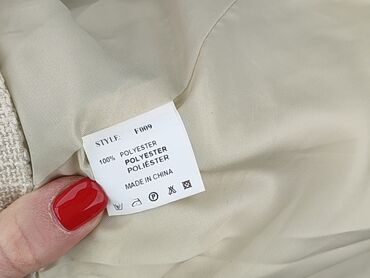 STYLE: F009
100% POLYESTER
POLYESTER
POLIÉSTER
MADE IN CHINA